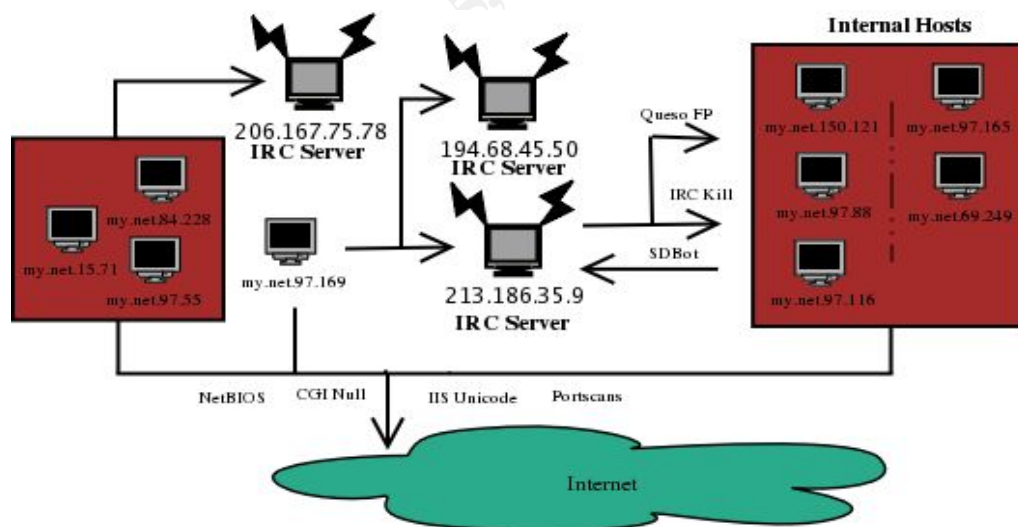 Internal Hosts
206.167.75.78
IRC Server
194.68.45.50
IRC Server
Queso FP
my.net.150.121
my.net.97.165
my.net.84.228
my.net.15.71
my.net.97.55
my.net.97.169
IRC Kill
my.net.97.88
my.net.69.249
SDBot
213.186.35.9
IRC Server
my.net.97.116
NetBIOS
CGI Null
IIS Unicode
Portscans
Internet